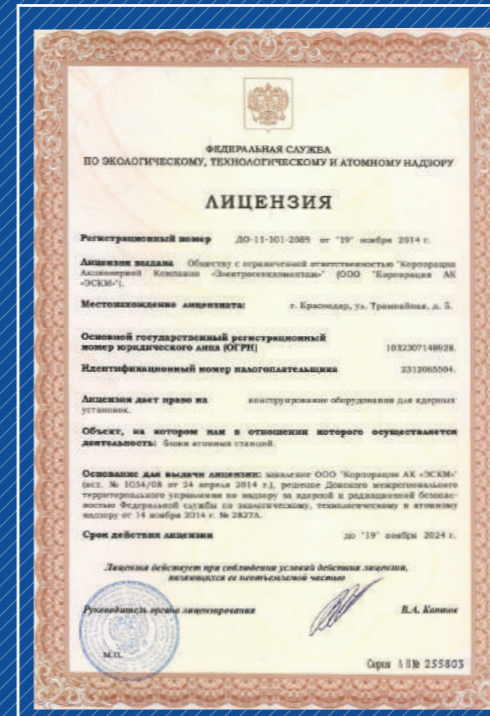 ФЕДЕРАЛЬНАЯ СЛУЖБА
ПО ЭКОЛОГИЧЕСКОМУ, ТЕХНОЛОГИЧЕСКОМУ И АТОМНОМУ НАДЗОРУ
ЛИЦЕНЗИЯ
Регистрационный номер ДО-11-101-2089 от "19" ноября 2014 г.
Лицензия выдана Обществу с ограниченной ответственностью "Корпорация
Акционерной Компании «Электросевкавмонтаж» (ООО "Корпорация АК
«ЭСКМ»").
Местонахождение лицензиата: г. Краснодар, ул. Трамвайная, д. 5.
Основной государственный регистрационный
номер юридического лица (ОГРН) 1032307148928.
Идентификационный номер налогоплательщика 2312065504.
Лицензия дает право на конструирование оборудования для ядерных
установок.
Объект, на котором или в отношении которого осуществляется
деятельность: блоки атомных станций.
Основание для выдачи лицензии: заявление ООО "Корпорация АК «ЭСКМ»"
(исх. № 1034/08 от 24 апреля 2014 г.), решение Донского межрегионального
территориального управления по надзору за ядерной и радиационной безопас-
ностью Федеральной службы по экологическому, технологическому и атомному
надзору от 14 ноября 2014 г. № 2827Л.
Срок действия лицензии до "19" ноября 2024 г.
Лицензия действует при соблюдении условий действия лицензии,
являющихся ее неотъемлемой частью
Руководитель органа лицензирования В.А. Копков
М.П.
Серия А В № 255803